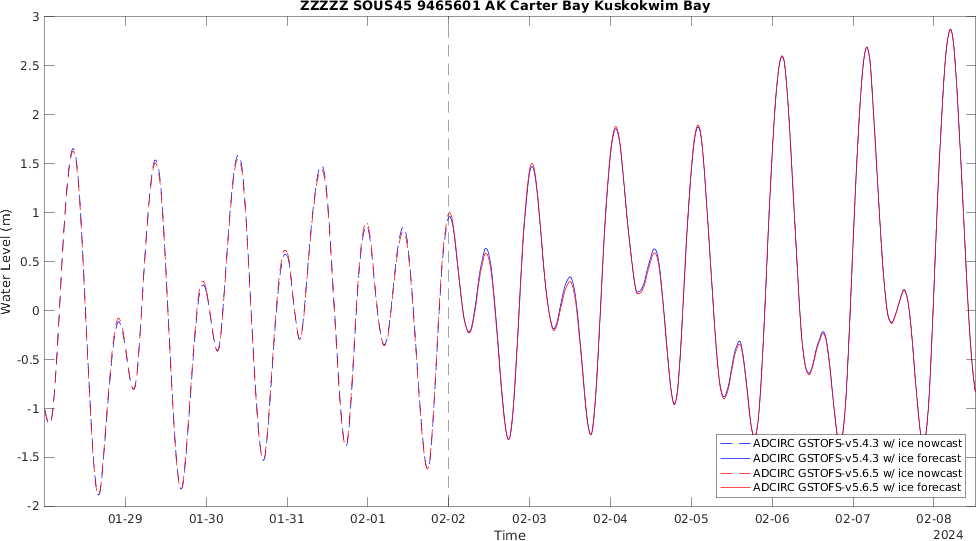 ZZZZZ SOUS45 9465601 AK Carter Bay Kuskokwim Bay
3
2.5
2
1.5
1
0.5
0
-0.5
-1
-1.5
-2
Water Level (m)
ADCIRC GSTOFS-v5.4.3 w/ ice nowcast
ADCIRC GSTOFS-v5.4.3 w/ ice forecast
ADCIRC GSTOFS-v5.6.5 w/ ice nowcast
ADCIRC GSTOFS-v5.6.5 w/ ice forecast
01-29 01-30 01-31 02-01 02-02 02-03 02-04 02-05 02-06 02-07 02-08
Time
2024